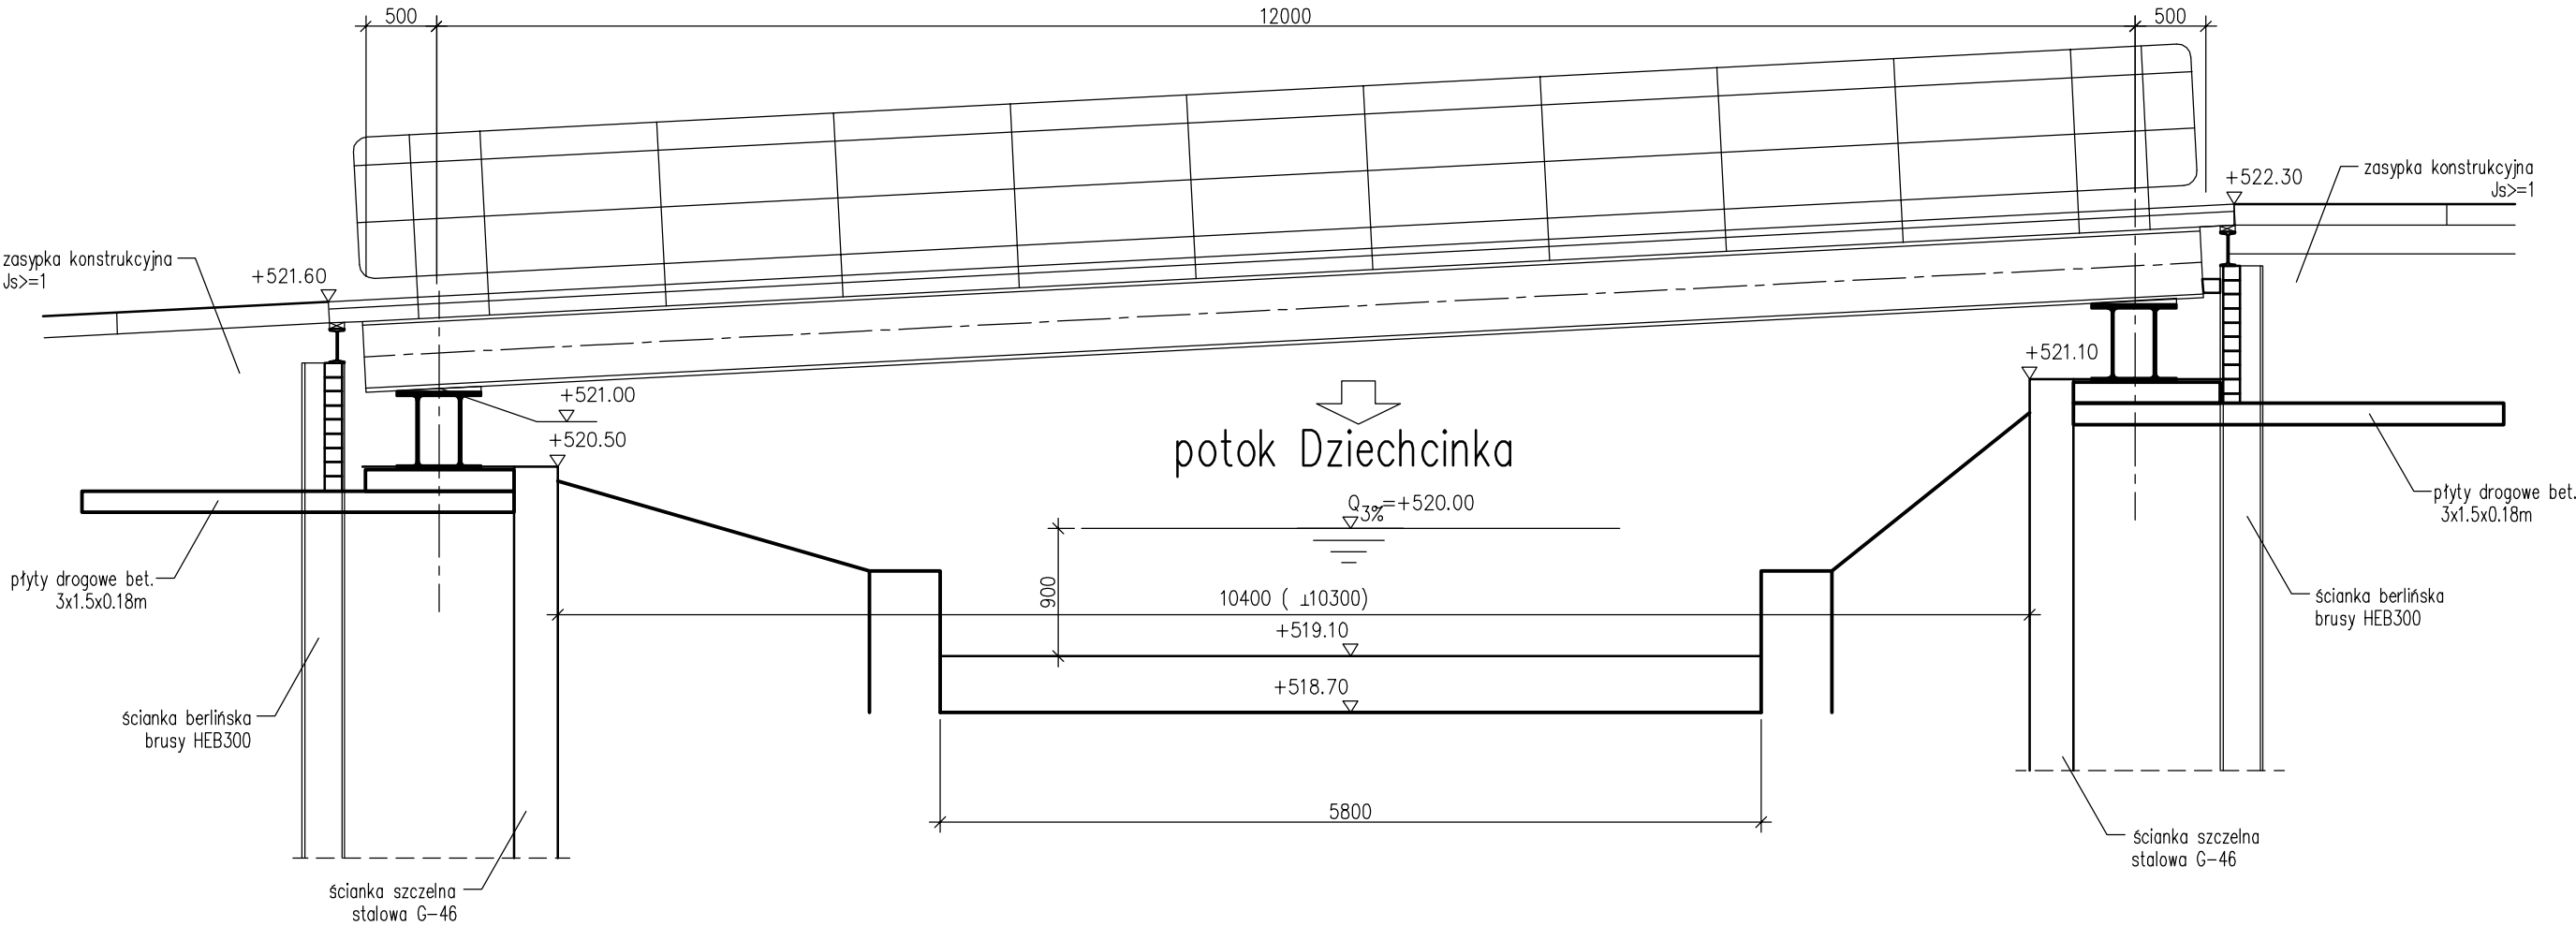 500
12000
500
zasypka konstrukcyjna
Js>=1
+522.30
zasypka konstrukcyjna
Js>=1
+521.60
+521.10
+521.00
+520.50
potok Dziechcinka
Q3%=+520.00
płyty drogowe bet.
3x1.5x0.18m
płyty drogowe bet.
3x1.5x0.18m
900
10400 ( ⊥10300)
ścianka berlińska
brusy HEB300
+519.10
+518.70
ścianka berlińska
brusy HEB300
5800
ścianka szczelna
stalowa G-46
ścianka szczelna
stalowa G-46